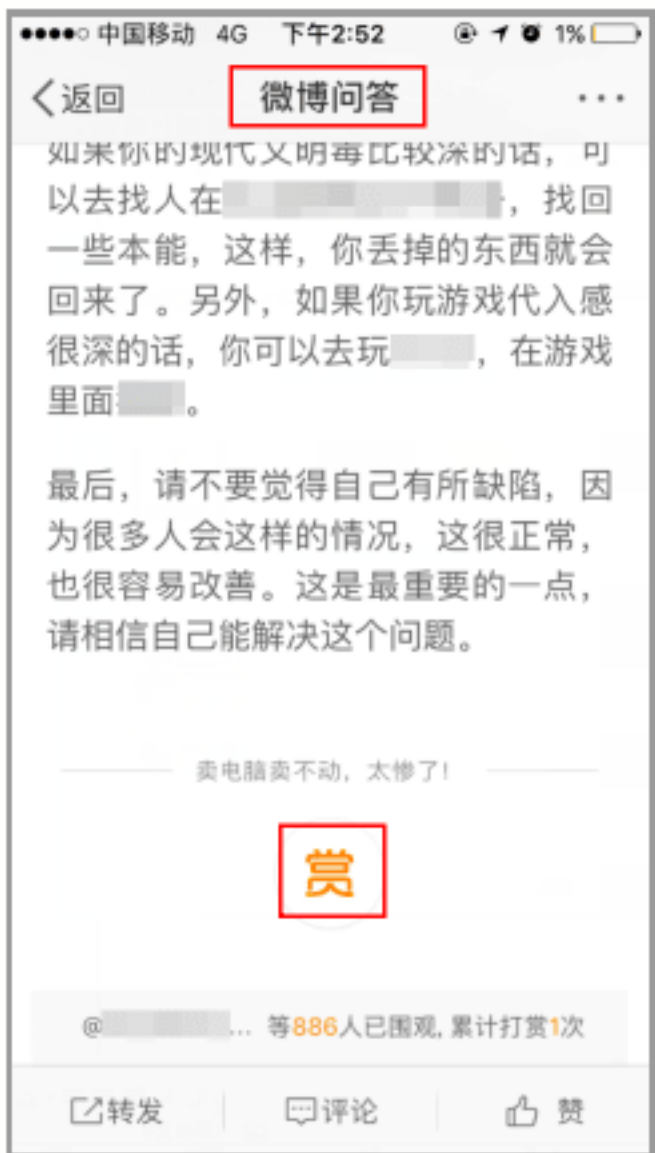 中国移动 4G 下午2:52 1%
返回 微博问答 ...
如果你的现代文明毒比较深的话，可
以去找人在，找回
一些本能，这样，你丢掉的东西就会
回来了。另外，如果你玩游戏代入感
很深的话，你可以去玩，在游戏
里面。
最后，请不要觉得自己有所缺陷，因
为很多人会这样的情况，这很正常，
也很容易改善。这是最重要的一点，
请相信自己能解决这个问题。
卖电脑卖不动，太惨了!
赏
@... 等886人已围观,累计打赏1次
转发 评论 赞